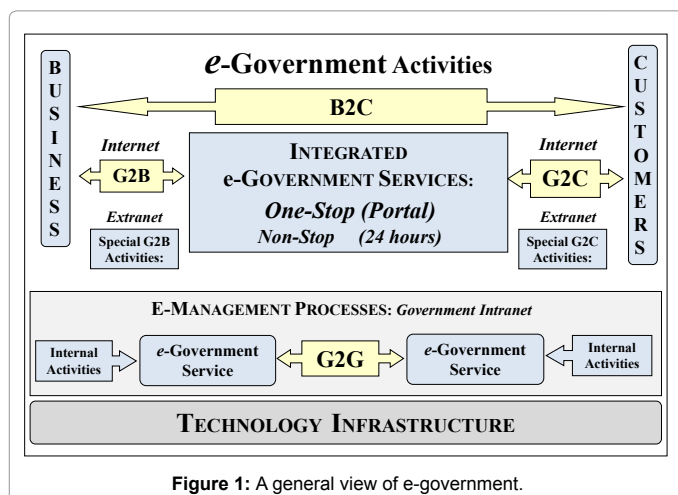 e-Government Activities
BUSINESS
CUSTOMERS
B2C
Internet
G2B
INTEGRATED
e-GOVERNMENT SERVICES:
One-Stop (Portal)
Non-Stop (24 hours)
Internet
G2C
Extranet
Special G2B
Activities:
Extranet
Special G2C
Activities:
E-MANAGEMENT PROCESSES: Government Intranet
Internal
Activities
e-Government
Service
G2G
e-Government
Service
Internal
Activities
TECHNOLOGY INFRASTRUCTURE
Figure 1: A general view of e-government.